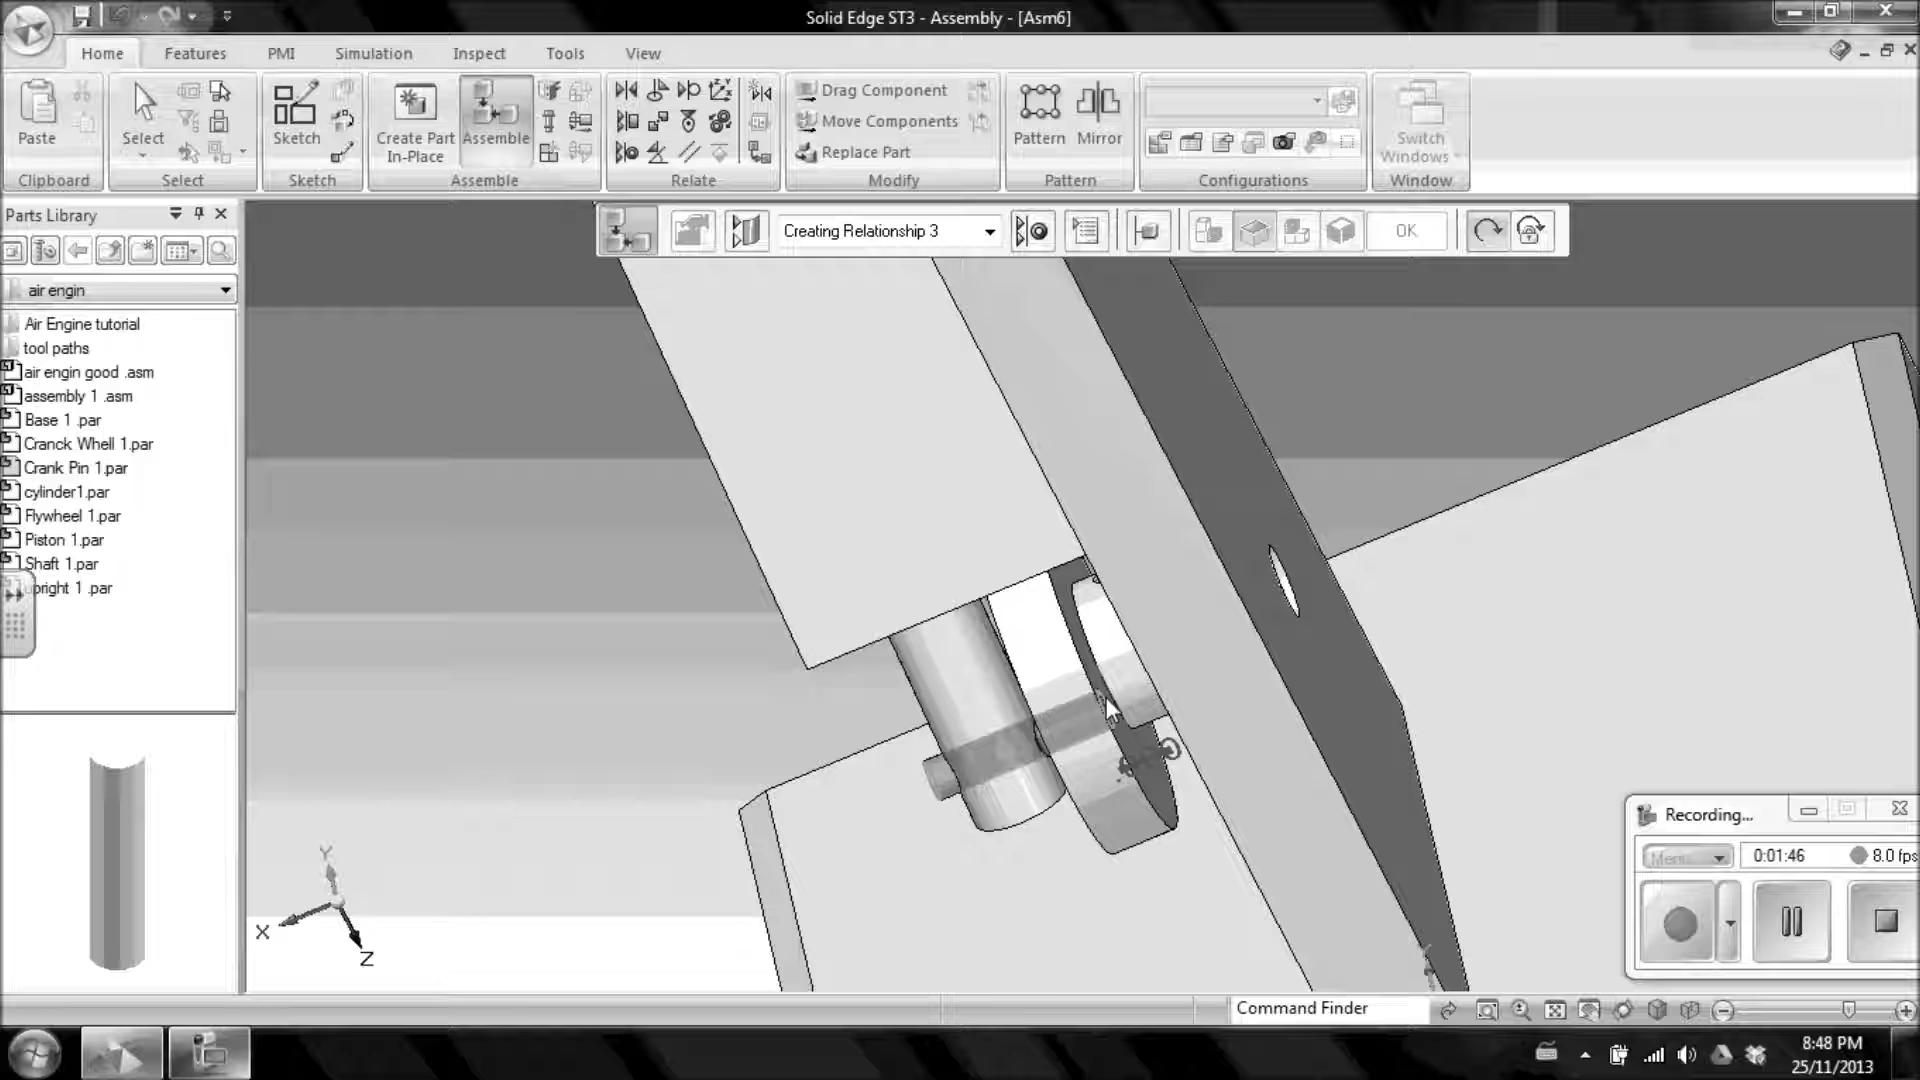 Solid Edge ST3 - Assembly - [Asm6]
Home Features PMI Simulation Inspect Tools View
Paste
Select
Sketch
Create Part In-Place
Assemble
Drag Component
Move Components
Replace Part
Pattern
Mirror
Switch Windows
Clipboard
Select
Sketch
Assemble
Relate
Modify
Pattern
Configurations
Window
Parts Library
Creating Relationship 3
OK
air engin
Air Engine tutorial
tool paths
air engin good .asm
assembly 1 .asm
Base 1 .par
Cranck Whell 1.par
Crank Pin 1.par
cylinder1.par
Flywheel 1.par
Piston 1.par
Shaft 1.par
1 .par
Y
X
Z
Recording...
Menu
0:01:46
8.0 fps
Command Finder
8:48 PM
25/11/2013